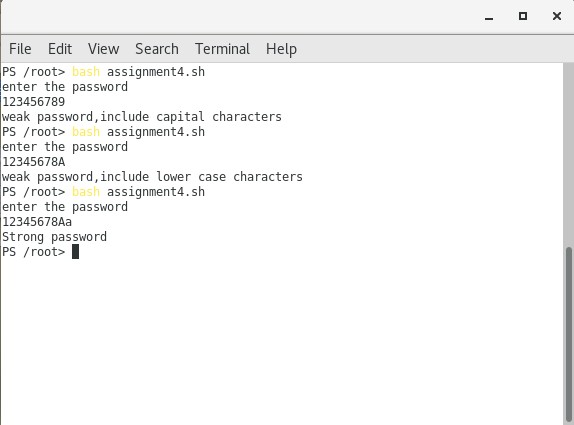 File Edit View Search Terminal Help
PS /root> bash assignment4.sh
enter the password
123456789
weak password,include capital characters
PS /root> bash assignment4.sh
enter the password
12345678A
weak password,include lower case characters
PS /root> bash assignment4.sh
enter the password
12345678Aa
Strong password
PS /root>